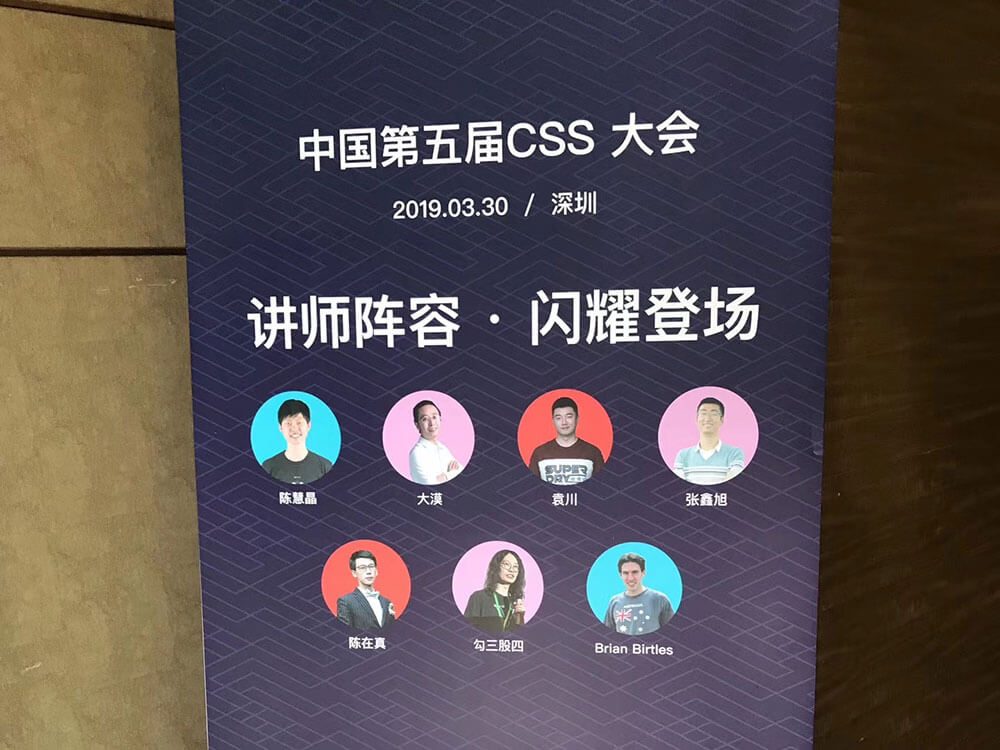 中国第五届CSS 大会
2019.03.30 / 深圳
讲师阵容 · 闪耀登场
SUPER
DRY
陈慧晶
大漠
袁川
张鑫旭
陈在真
勾三股四
Brian Birtles